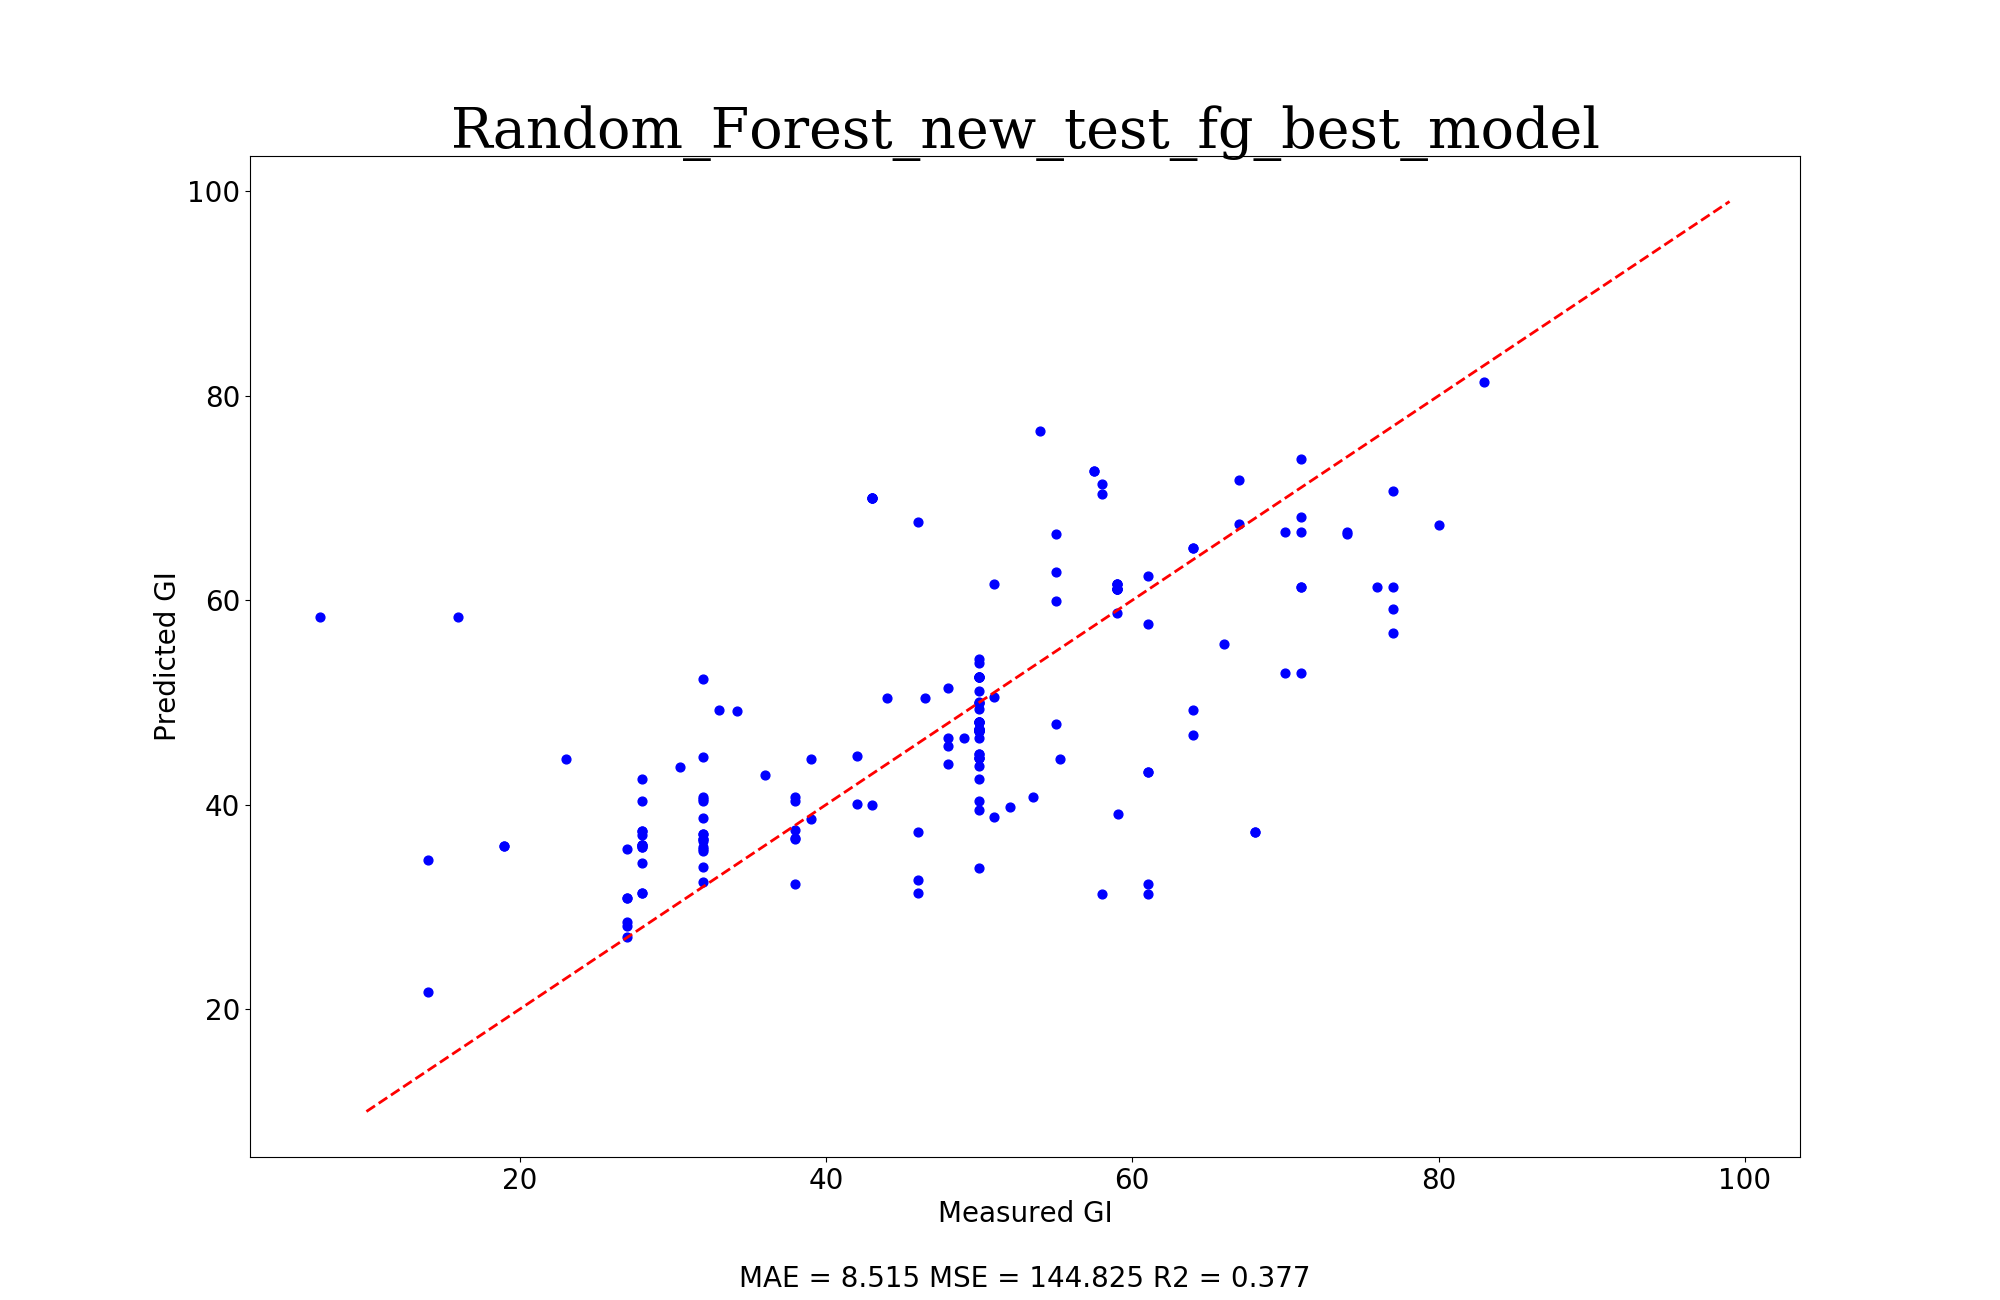 Random_Forest_new_test_fg_best_model
100
80
60
40
20
Predicted GI
20 40 60 80 100
Measured GI
MAE = 8.515 MSE = 144.825 R2 = 0.377